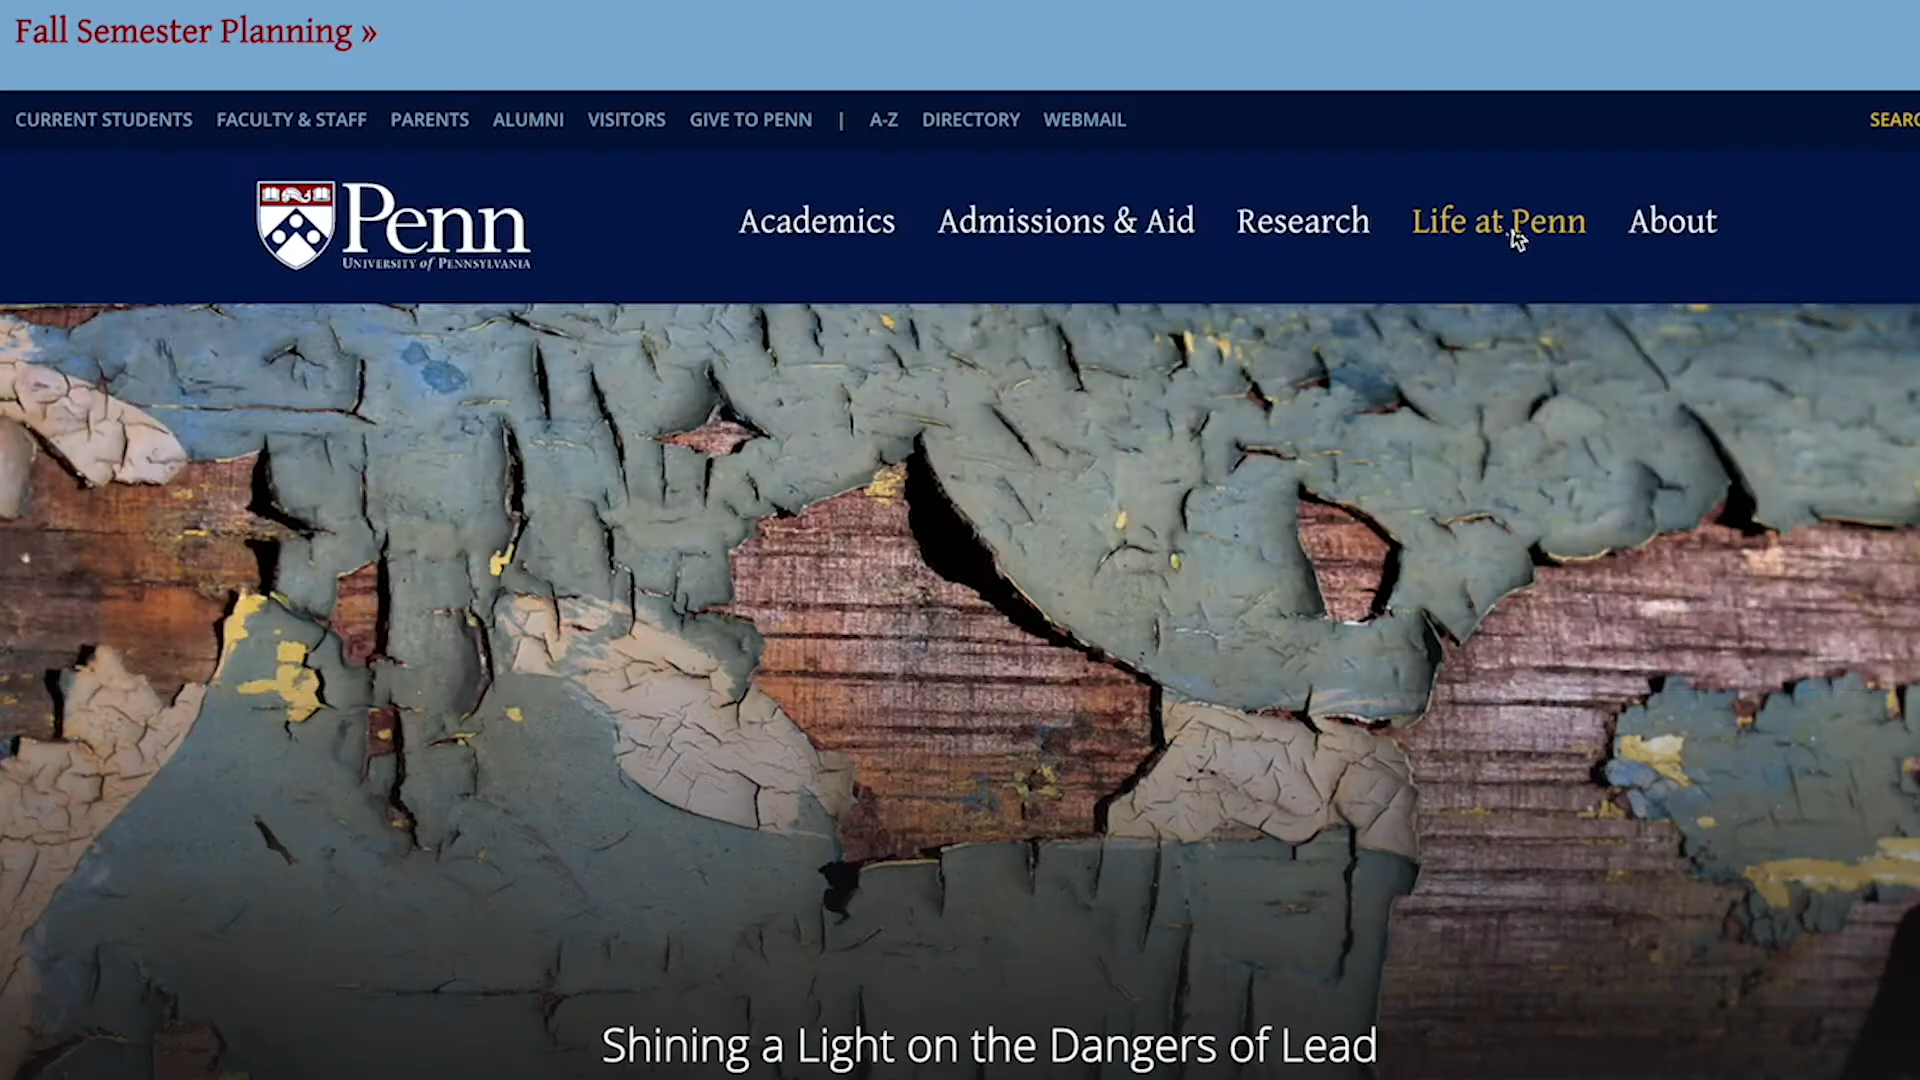 Fall Semester Planning »
CURRENT STUDENTS FACULTY & STAFF PARENTS ALUMNI VISITORS GIVE TO PENN | A-Z DIRECTORY WEBMAIL
Penn
UNIVERSITY of PENNSYLVANIA
Academics Admissions & Aid Research Life at Penn About
Shining a Light on the Dangers of Lead